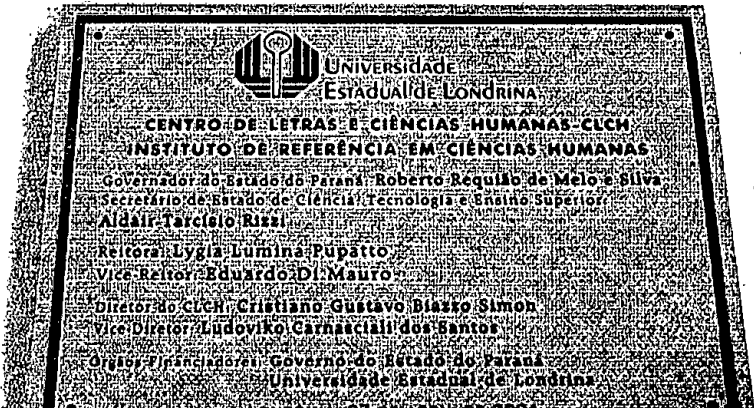 Universidade
Estadual de Londrina
CENTRO DE LETRAS E CIÊNCIAS HUMANAS-CLCH
INSTITUTO DE REFERÊNCIA EM CIÊNCIAS HUMANAS
Governador do Estado do Paraná: Roberto Requião de Melo e Silva
Secretário de Estado de Ciência, Tecnologia e Ensino Superior:
Aldair Tarcisio Rizzi
Reitora: Lygia Lumina Pupatto
Vice-Reitor: Eduardo Di Mauro
Diretor do CLCH: Cristiano Gustavo Biazzo Simon
Vice-Diretor: Ludoviko Carnasciali dos Santos
Órgãos Financiadores: Governo do Estado do Paraná
Universidade Estadual de Londrina